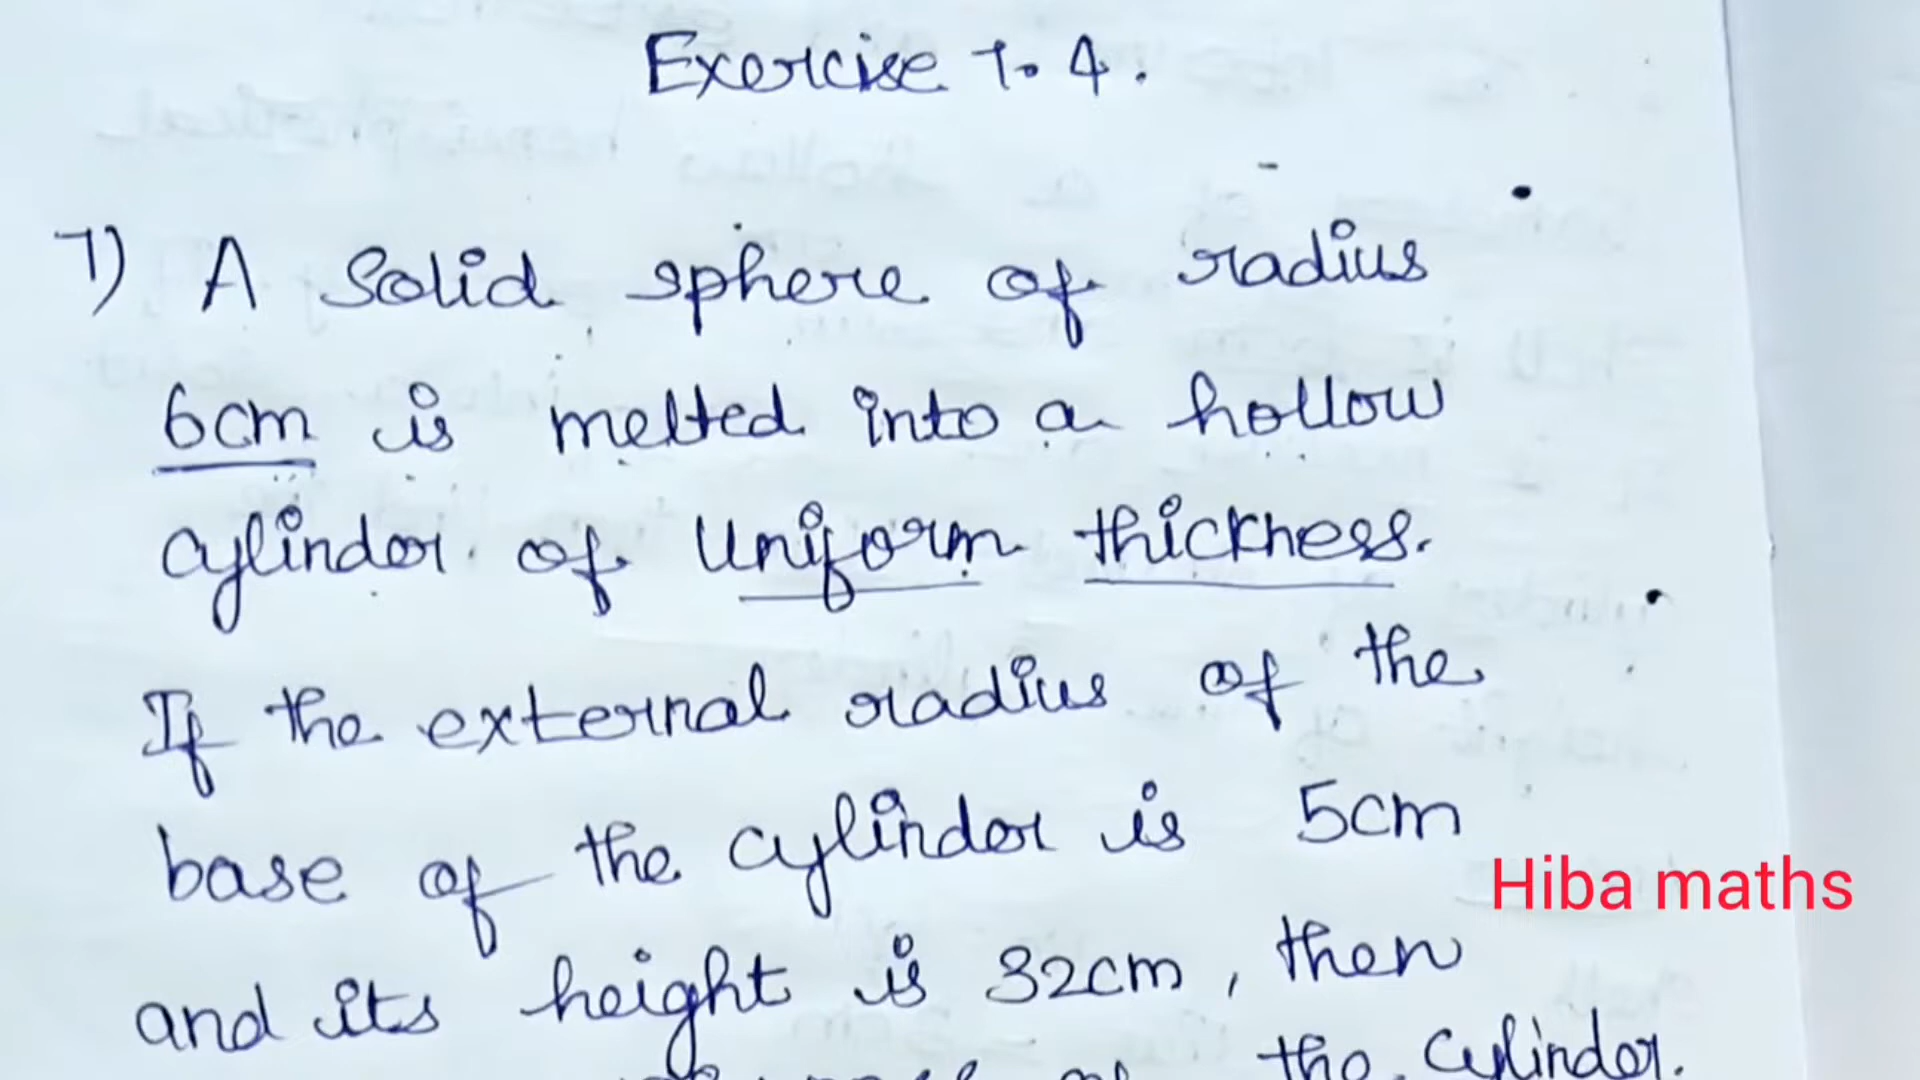 Exercise 7.4.
7) A Solid sphere of radius
6cm is melted into a hollow
cylinder of Uniform thickness.
If the external radius of the
base of the cylinder is 5cm
Hiba maths
and its height is 32cm, then
the cylinder.